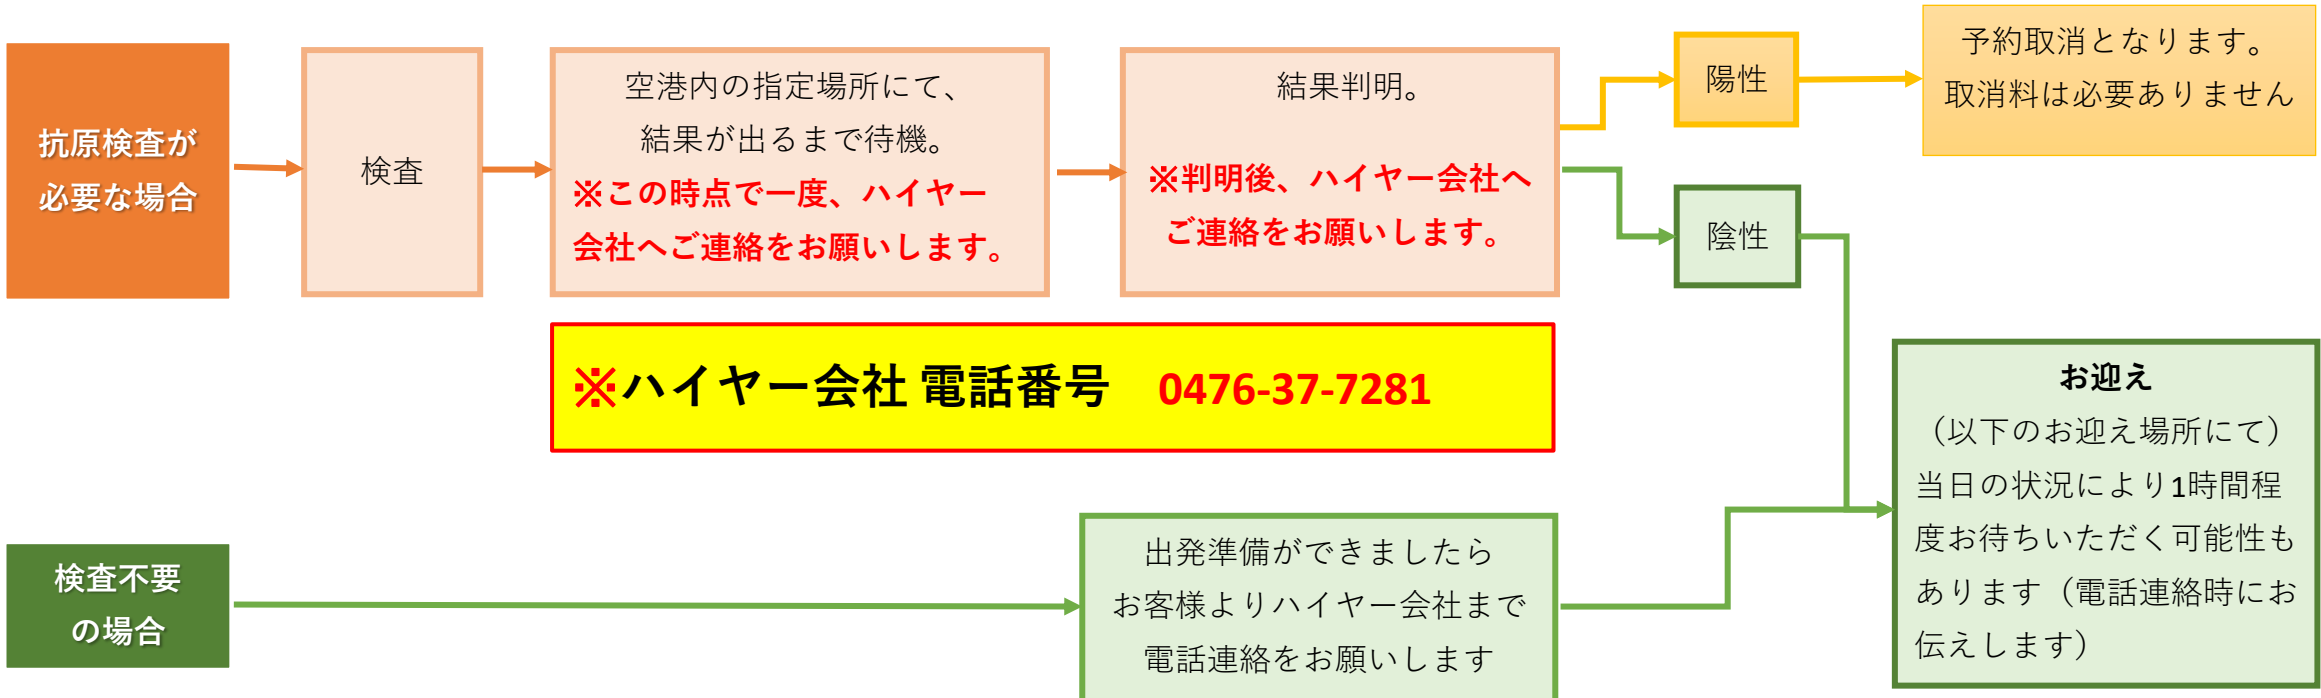 抗原検査が
必要な場合
検査
空港内の指定場所にて、
結果が出るまで待機。
※この時点で一度、ハイヤー
会社へご連絡をお願いします。
結果判明。
※判明後、ハイヤー会社へ
ご連絡をお願いします。
陽性
予約取消となります。
取消料は必要ありません
陰性
※ハイヤー会社 電話番号 0476-37-7281
お迎え
（以下のお迎え場所にて）
当日の状況により1時間程
度お待ちいただく可能性も
あります（電話連絡時にお
伝えします）
検査不要
の場合
出発準備ができましたら
お客様よりハイヤー会社まで
電話連絡をお願いします